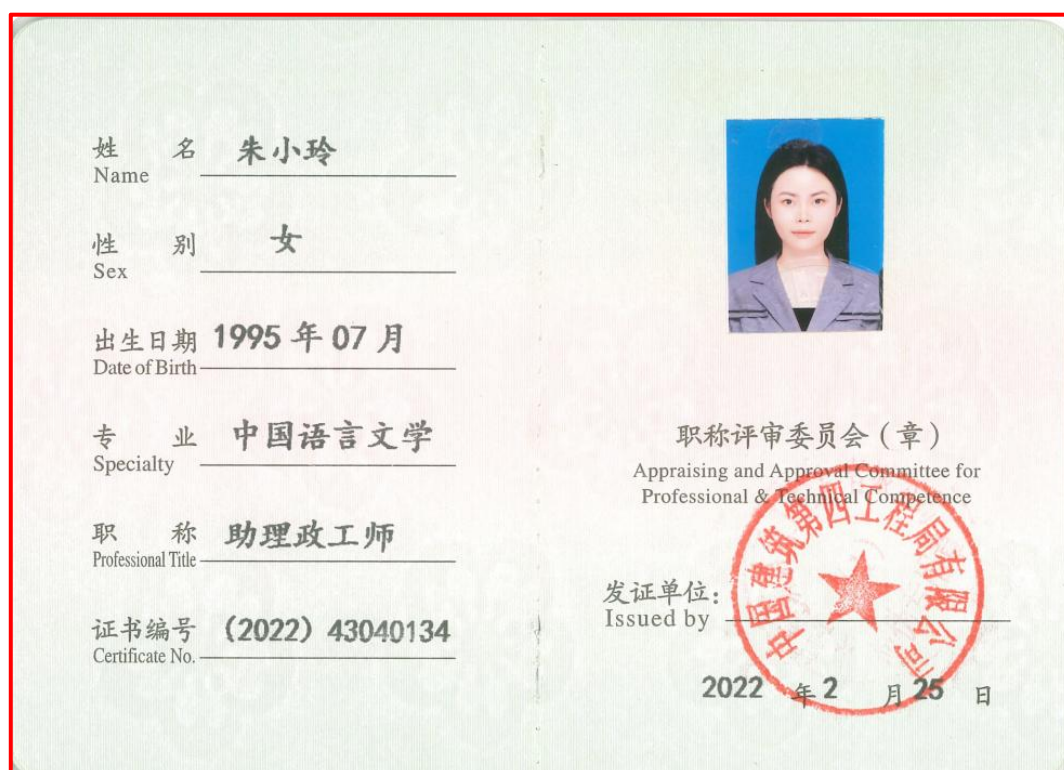 姓 名 朱小玲
Name
性 别 女
Sex
出生日期 1995 年 07 月
Date of Birth
专 业 中国语言文学
Specialty
职 称 助理政工师
Professional Title
证书编号 (2022) 43040134
Certificate No.
职称评审委员会（章）
Appraising and Approval Committee for
Professional & Technical Competence
中国建筑第四工程局有限公司
发证单位：
Issued by
2022 年 2 月 25 日